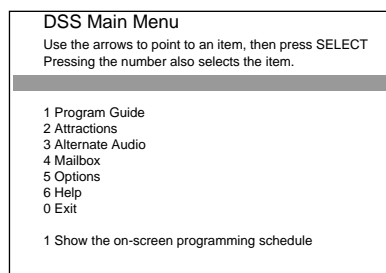 DSS Main Menu
Use the arrows to point to an item, then press SELECT
Pressing the number also selects the item.
1 Program Guide
2 Attractions
3 Alternate Audio
4 Mailbox
5 Options
6 Help
0 Exit
1 Show the on-screen programming schedule